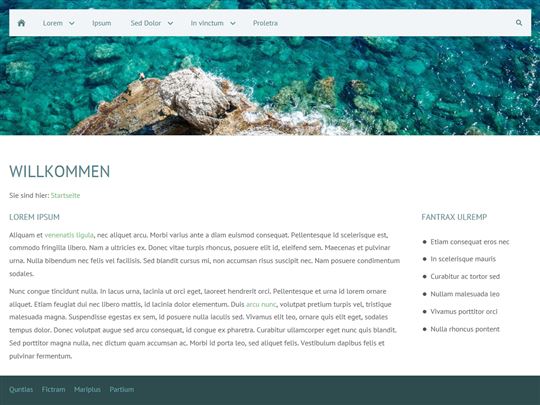 Lorem Ipsum Sed Dolor In vinctum Proletra
WILLKOMMEN
Sie sind hier: Startseite
LOREM IPSUM
Aliquam et venenatis ligula, nec aliquet arcu. Morbi varius ante a diam euismod consequat. Pellentesque id scelerisque est,
commodo fringilla libero. Nam a ultricies ex. Donec vitae turpis rhoncus, posuere elit id, eleifend sem. Maecenas et pulvinar
urna. Nulla bibendum nec felis vel facilisis. Sed blandit cursus mi, non accumsan risus suscipit nec. Nam posuere condimentum
sodales.
Nunc congue tincidunt nulla. In lacus urna, lacinia ut orci eget, laoreet hendrerit orci. Pellentesque et urna id lorem ornare
aliquet. Etiam feugiat dui nec libero mattis, id lacinia dolor elementum. Duis arcu nunc, volutpat pretium turpis vel, tristique
malesuada magna. Suspendisse egestas ex sem, id posuere nulla iaculis sed. Vivamus elit leo, ornare quis elit eget, sodales
tempus dolor. Donec volutpat augue sed arcu consequat, id congue ex pharetra. Curabitur ullamcorper eget nunc quis blandit.
Sed porttitor magna nulla, nec dictum quam accumsan ac. Morbi id porta leo, sed aliquet felis. Vestibulum dapibus felis et
pulvinar fermentum.
FANTRAX ULREMP
Etiam consequat eros nec
In scelerisque mauris
Curabitur ac tortor sed
Nullam malesuada leo
Vivamus porttitor orci
Nulla rhoncus pontent
Quntias Fictram Mariplus Partium